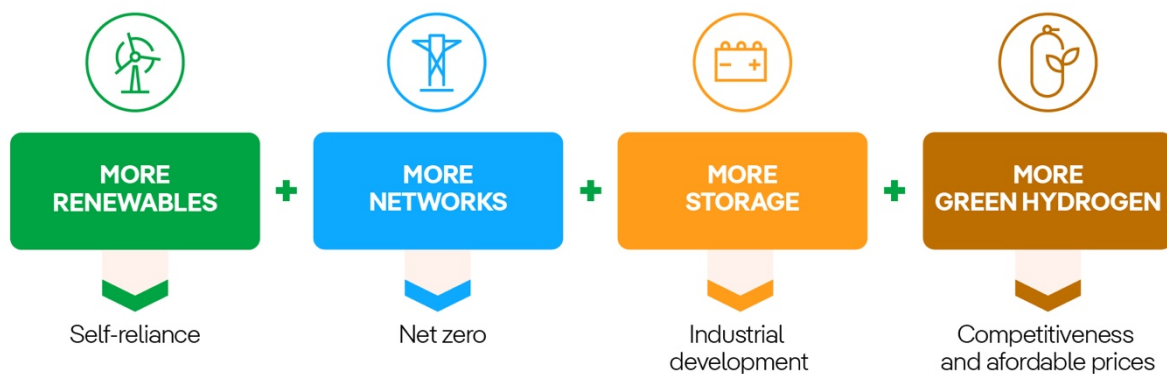 MORE
RENEWABLES
+
MORE
NETWORKS
+
MORE
STORAGE
+
MORE
GREEN HYDROGEN
Self-reliance
Net zero
Industrial
development
Competitiveness
and afordable prices